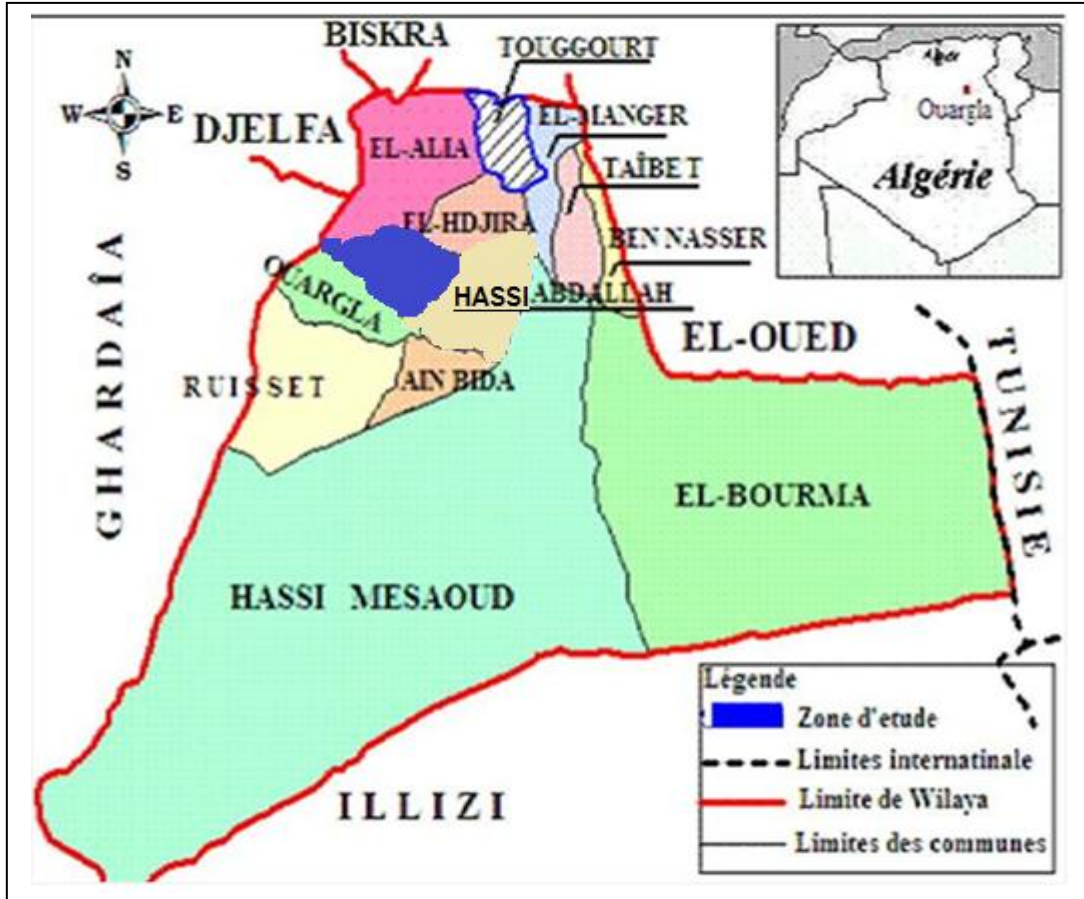 BISKRA
TOUGGOURT
N
W E
S
DJELFA
EL-ALIA
EL-MANGER
TAÎBET
EL-HDJIRA
BEN NASSER
OUARGLA
HASSI ABDALLAH
GHARDAÎA
RUISSET
AIN BIDA
EL-OUED
TUNISIE
EL-BOURMA
HASSI MESAOUD
ILLIZI
Alger
Ouargla
Algérie
Légende
Zone d'etude
Limites internatinale
Limite de Wilaya
Limites des communes